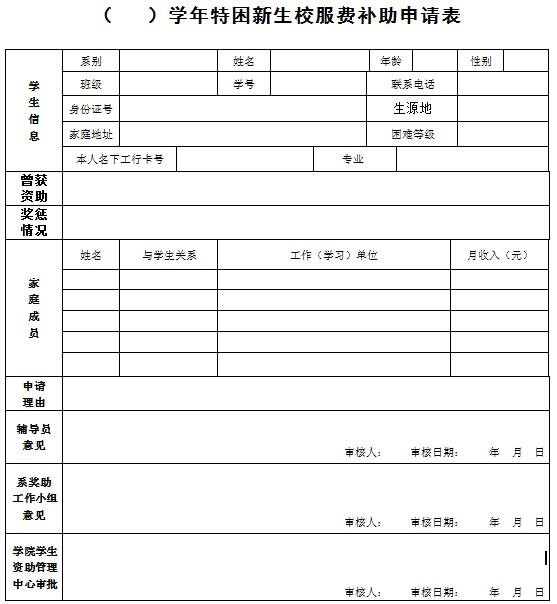 （ ）学年特困新生校服费补助申请表
学生信息
系别 姓名 年龄 性别
班级 学号 联系电话
身份证号 生源地
家庭地址 困难等级
本人名下工行卡号 专业
曾获
资助
奖惩
情况
家庭成员
姓名 与学生关系 工作（学习）单位 月收入（元）
申请
理由
辅导员
意见
审核人： 审核日期： 年 月 日
系奖助
工作小组
意见
审核人： 审核日期： 年 月 日
学院学生
资助管理
中心审批
审核人： 审核日期： 年 月 日